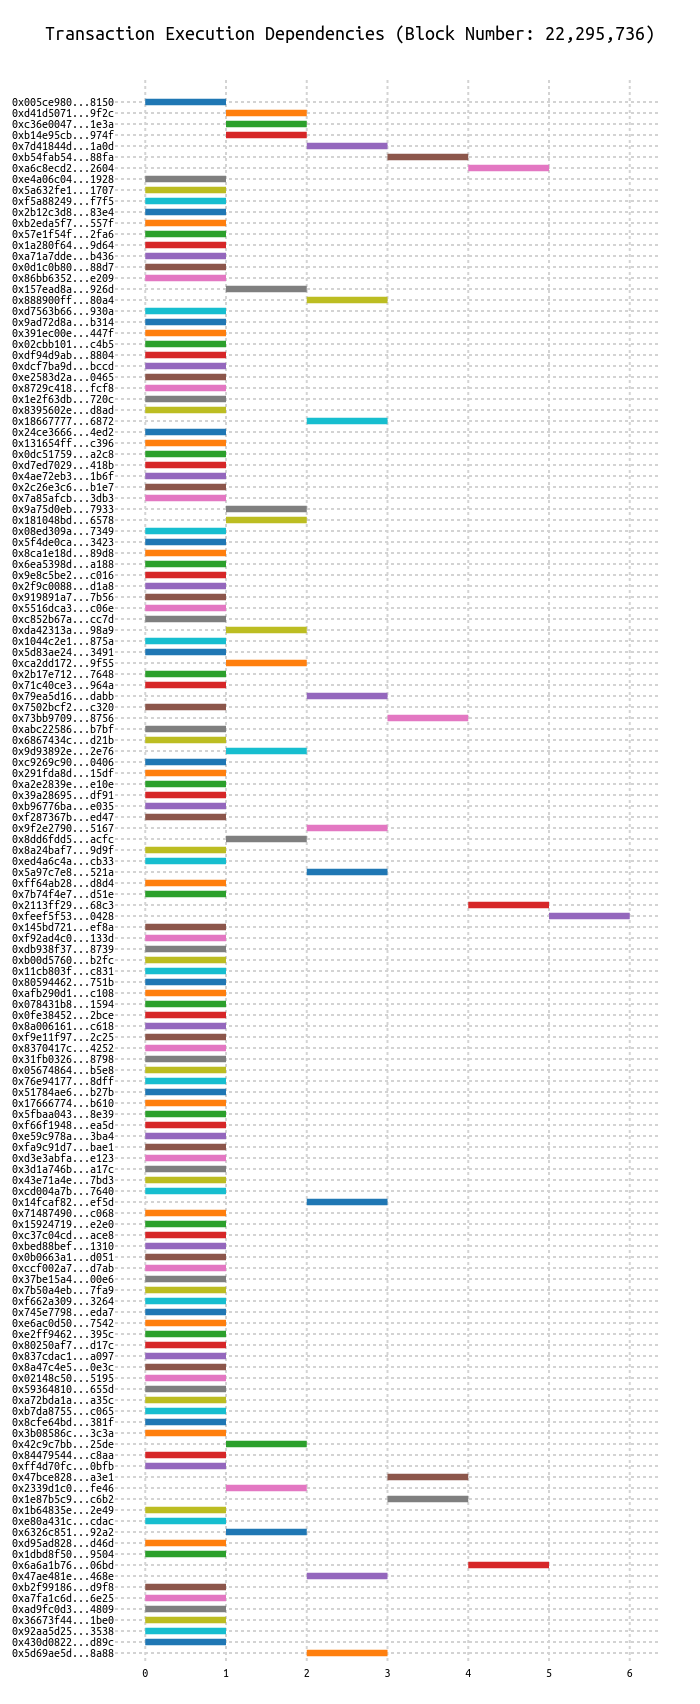 Transaction Execution Dependencies (Block Number: 22,295,736)
0x005ce980...8150
0xd41d5071...9f2c
0xc36e0047...1e3a
0xb14e95cb...974f
0x7d41844d...1a0d
0xb54fab54...88fa
0xa6c8ecd2...2604
0xe4a06c04...1928
0x5a632fe1...1707
0xf5a88249...f7f5
0x2b12c3d8...83e4
0xb2eda5f7...557f
0x57e1f54f...2fa6
0x1a280f64...9d64
0xa71a7dde...b436
0x0d1c0b80...88d7
0x86bb6352...e209
0x157ead8a...926d
0x888900ff...80a4
0xd7563b66...930a
0x9ad72d8a...b314
0x391ec00e...447f
0x02cbb101...c4b5
0xdf94d9ab...8804
0xdcf7ba9d...bccd
0xe2583d2a...0465
0x8729c418...fcf8
0x1e2f63db...720c
0x8395602e...d8ad
0x18667777...6872
0x24ce3666...4ed2
0x131654ff...c396
0x0dc51759...a2c8
0xd7ed7029...418b
0x4ae72eb3...1b6f
0x2c26e3c6...b1e7
0x7a85afcb...3db3
0x9a75d0eb...7933
0x181048bd...6578
0x08ed309a...7349
0x5f4de0ca...3423
0x8ca1e18d...89d8
0x6ea5398d...a188
0x9e8c5be2...c016
0x2f9c0088...d1a8
0x919891a7...7b56
0x5516dca3...c06e
0xc852b67a...cc7d
0xda42313a...98a9
0x1044c2e1...875a
0x5d83ae24...3491
0xca2dd172...9f55
0x2b17e712...7648
0x71c40ce3...964a
0x79ea5d16...dabb
0x7502bcf2...c320
0x73bb9709...8756
0xabc22586...b7bf
0x6867434c...d21b
0x9d93892e...2e76
0xc9269c90...0406
0x291fda8d...15df
0xa2e2839e...e10e
0x39a28695...df91
0xb96776ba...e035
0xf287367b...ed47
0x9f2e2790...5167
0x8dd6fdd5...acfc
0x8a24baf7...9d9f
0xed4a6c4a...cb33
0x5a97c7e8...521a
0xff64ab28...d8d4
0x7b74f4e7...d51e
0x2113ff29...68c3
0xfeef5f53...0428
0x145bd721...ef8a
0xf92ad4c0...133d
0xdb938f37...8739
0xb00d5760...b2fc
0x11cb803f...c831
0x80594462...751b
0xafb290d1...c108
0x078431b8...1594
0x0fe38452...2bce
0x8a006161...c618
0xf9e11f97...2c25
0x8370417c...4252
0x31fb0326...8798
0x05674864...b5e8
0x76e94177...8dff
0x51784ae6...b27b
0x17666774...b610
0x5fbaa043...8e39
0xf66f1948...ea5d
0xe59c978a...3ba4
0xfa9c91d7...bae1
0xd3e3abfa...e123
0x3d1a746b...a17c
0x43e71a4e...7bd3
0xcd004a7b...7640
0x14fcaf82...ef5d
0x71487490...c068
0x15924719...e2e0
0xc37c04cd...ace8
0xbed88bef...1310
0x0b0663a1...d051
0xccf002a7...d7ab
0x37be15a4...00e6
0x7b50a4eb...7fa9
0xf662a309...3264
0x745e7798...eda7
0xe6ac0d50...7542
0xe2ff9462...395c
0x80250af7...d17c
0x837cdac1...a097
0x8a47c4e5...0e3c
0x02148c50...5195
0x59364810...655d
0xa72bda1a...a35c
0xb7da8755...c065
0x8cfe64bd...381f
0x3b08586c...3c3a
0x42c9c7bb...25de
0x84479544...c8aa
0xff4d70fc...0bfb
0x47bce828...a3e1
0x2339d1c0...fe46
0x1e87b5c9...c6b2
0x1b64835e...2e49
0xe80a431c...cdac
0x6326c851...92a2
0xd95ad828...d46d
0x1dbd8f50...9504
0x6a6a1b76...06bd
0x47ae481e...468e
0xb2f99186...d9f8
0xa7fa1c6d...6e25
0xad9fc0d3...4809
0x36673f44...1be0
0x92aa5d25...3538
0x430d0822...d89c
0x5d69ae5d...8a88
0 1 2 3 4 5 6